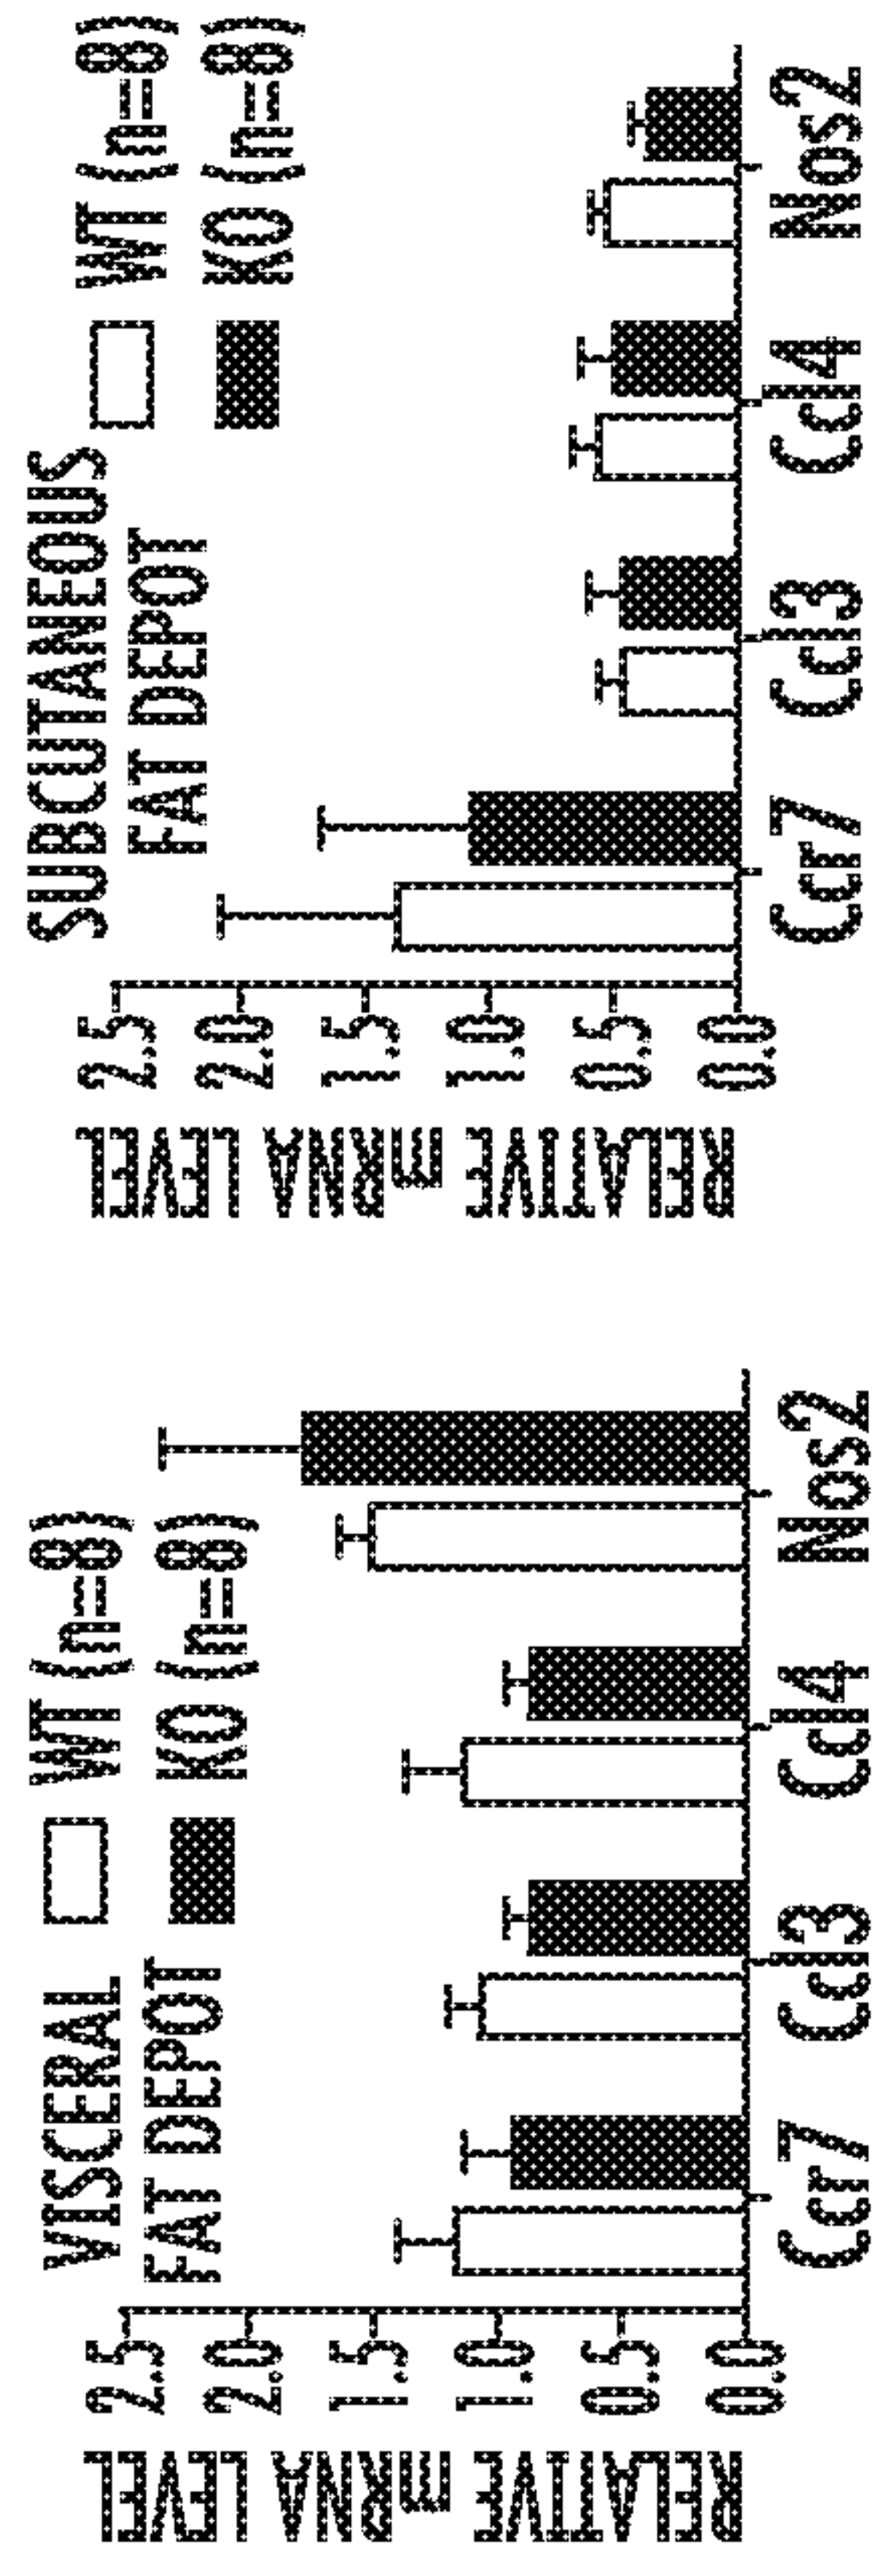 VISCERAL
FAT DEPOT
WT (n=8)
KO (n=8)
RELATIVE mRNA LEVEL
2.5
2.0
1.5
1.0
0.5
0.0
Ccr7
Ccl3
Ccl4
Nos2
SUBCUTANEOUS
FAT DEPOT
WT (n=8)
KO (n=8)
RELATIVE mRNA LEVEL
2.5
2.0
1.5
1.0
0.5
0.0
Ccr7
Ccl3
Ccl4
Nos2